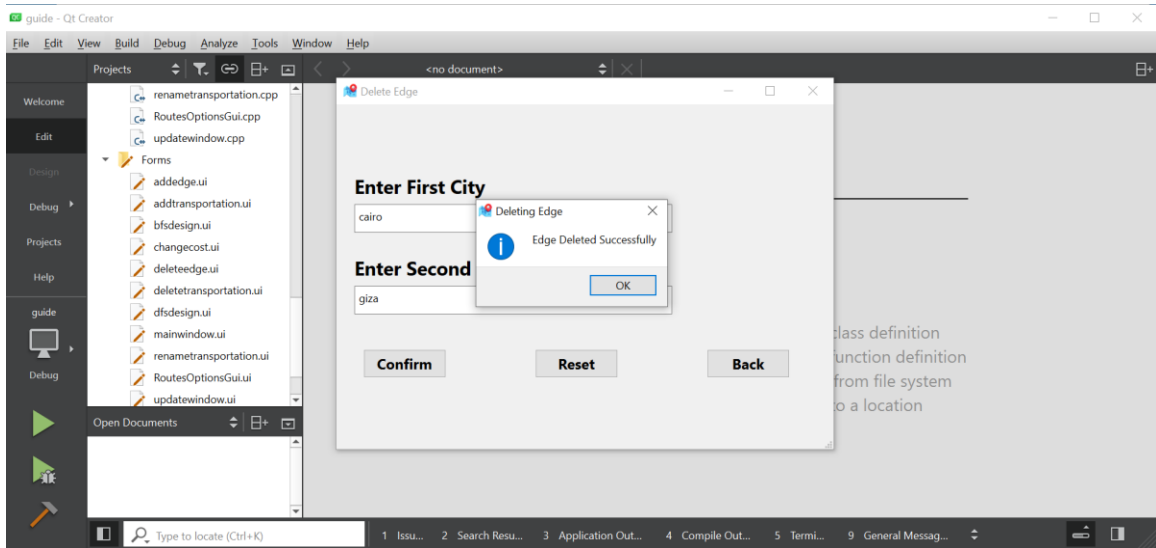 guide - Qt Creator
File Edit View Build Debug Analyze Tools Window Help
Projects
<no document>
Welcome
Edit
Design
Debug
Projects
Help
guide
Debug
renametransportation.cpp
RoutesOptionsGui.cpp
updatewindow.cpp
Forms
addedge.ui
addtransportation.ui
bfsdesign.ui
changecost.ui
deleteedge.ui
deletetransportation.ui
dfsdesign.ui
mainwindow.ui
renametransportation.ui
RoutesOptionsGui.ui
updatewindow.ui
Open Documents
Delete Edge
Enter First City
cairo
Enter Second
giza
Confirm Reset Back
Deleting Edge
Edge Deleted Successfully
OK
class definition
function definition
from file system
to a location
Type to locate (Ctrl+K)
1 Issu... 2 Search Resu... 3 Application Out... 4 Compile Out... 5 Termi... 9 General Messag...